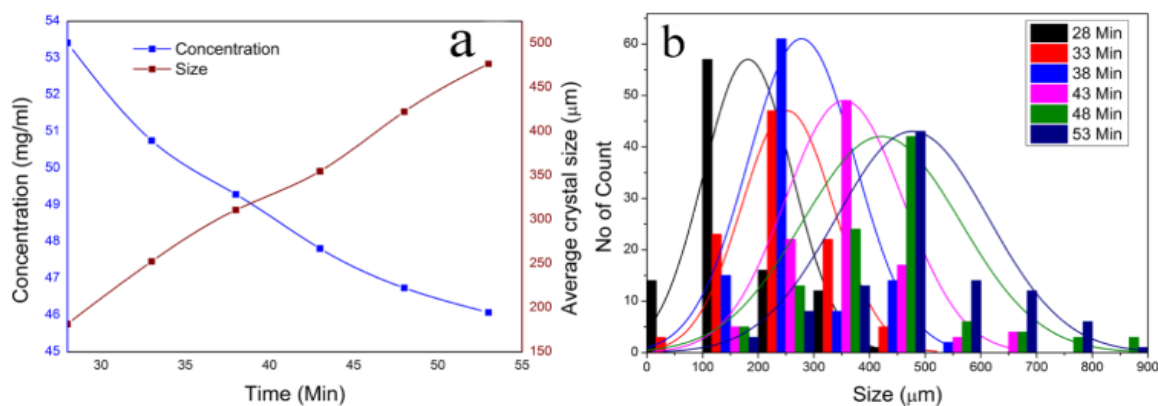 a
Concentration
Size
Concentration (mg/ml)
54
53
52
51
50
49
48
47
46
45
30
35
40
45
50
55
Time (Min)
500
450
400
350
300
250
200
150
Average crystal size (μm)
b
28 Min
33 Min
38 Min
43 Min
48 Min
53 Min
No of Count
60
50
40
30
20
10
0
0
100
200
300
400
500
600
700
800
900
Size (μm)